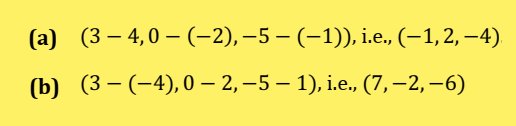 (a) (3 − 4, 0 − (−2), −5 − (−1)), i.e., (−1, 2, −4).
(b) (3 − (−4), 0 − 2, −5 − 1), i.e., (7, −2, −6)